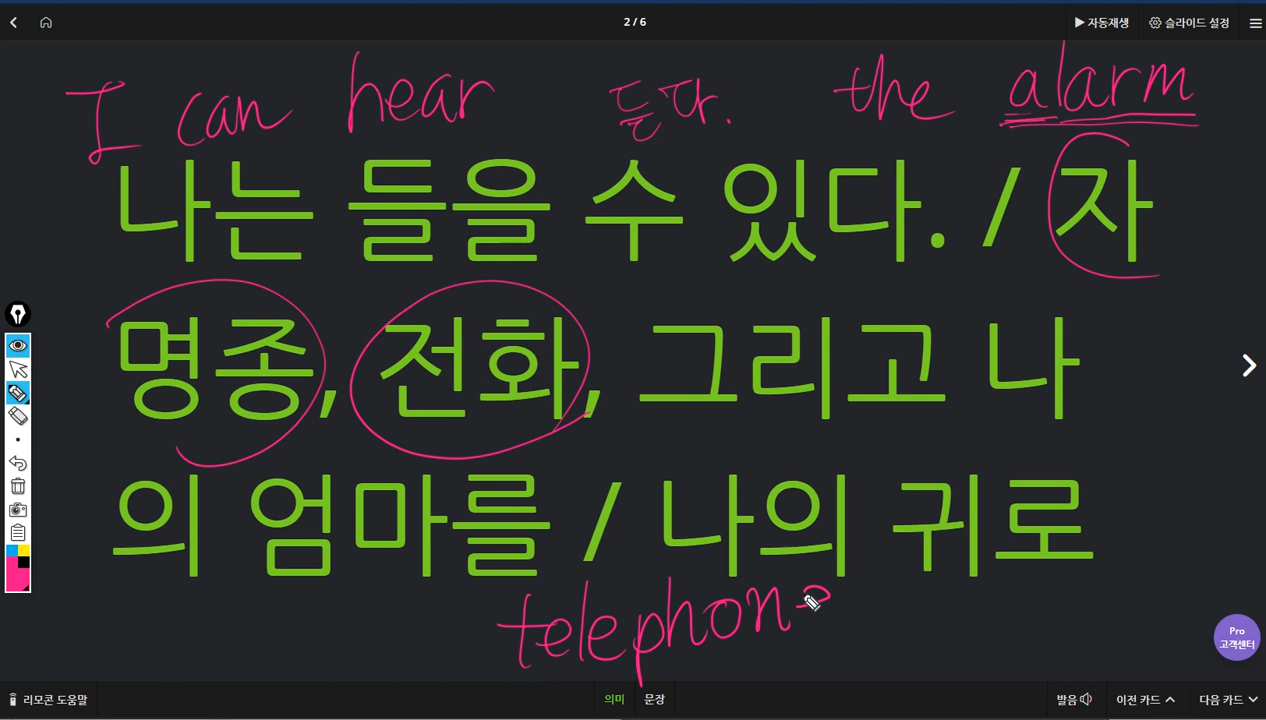 2 / 6
자동재생
슬라이드 설정
I can hear 듣다. the alarm
나는 들을 수 있다. / 자
명종, 전화, 그리고 나
의 엄마를 / 나의 귀로
telephone
Pro
고객센터
리모콘 도움말
의미
문장
발음
이전 카드
다음 카드